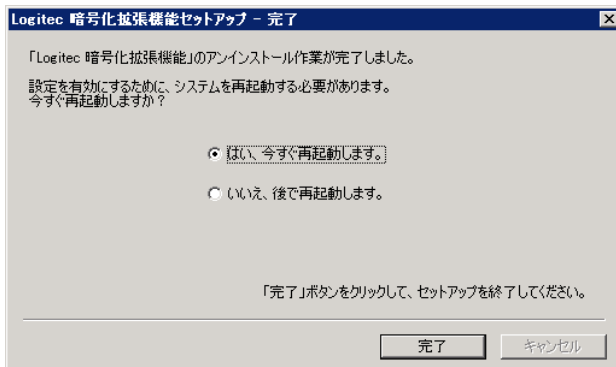 Logitec 暗号化拡張機能セットアップ - 完了
「Logitec 暗号化拡張機能」のアンインストール作業が完了しました。
設定を有効にするために、システムを再起動する必要があります。
今すぐ再起動しますか？
はい、今すぐ再起動します。
いいえ、後で再起動します。
「完了」ボタンをクリックして、セットアップを終了してください。
完了
キャンセル